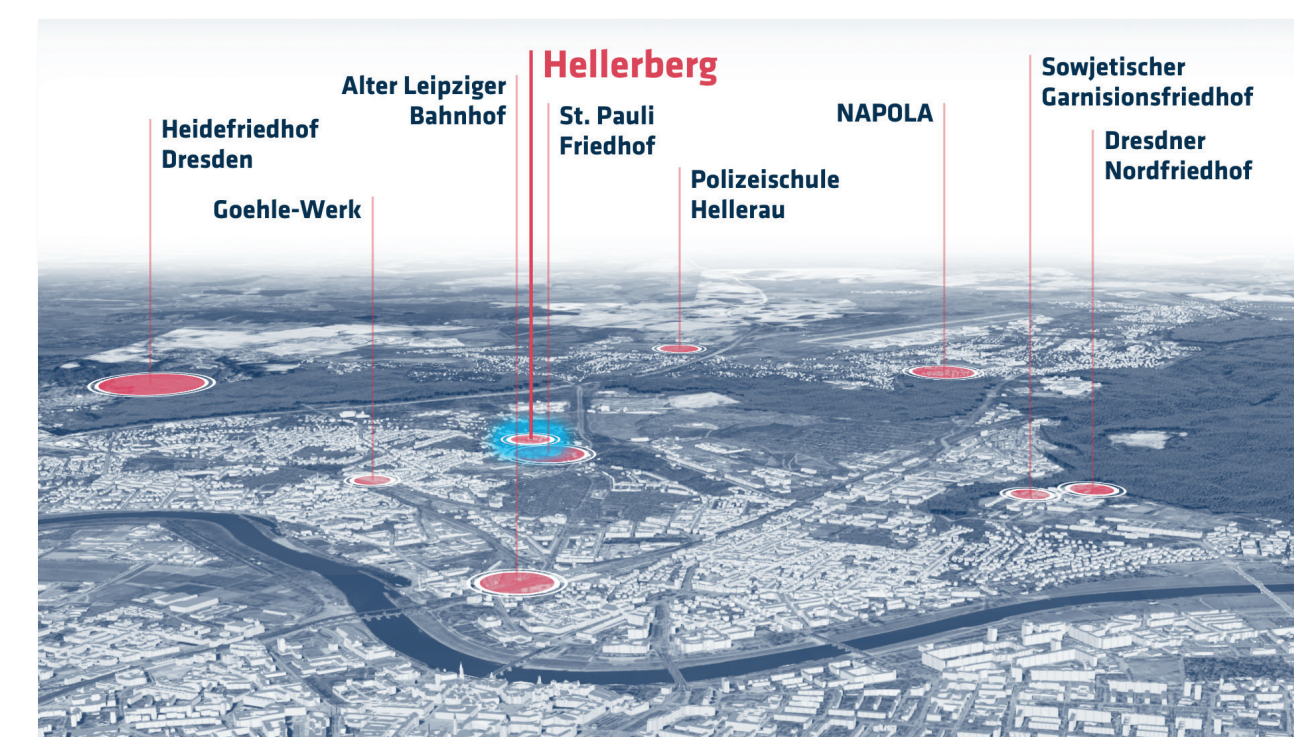 Heidefriedhof
Dresden
Goehle-Werk
Alter Leipziger
Bahnhof
Hellerberg
St. Pauli
Friedhof
Polizeischule
Hellerau
NAPOLA
Sowjetischer
Garnisionsfriedhof
Dresdner
Nordfriedhof